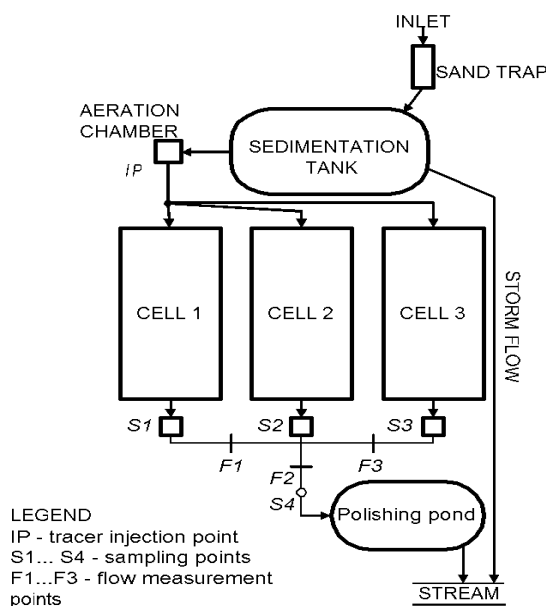 INLET
SAND TRAP
AERATION
CHAMBER
SEDIMENTATION
TANK
IP
CELL 1
CELL 2
CELL 3
STORM FLOW
S1
S2
S3
F1
F2
F3
S4
Polishing pond
LEGEND
IP - tracer injection point
S1... S4 - sampling points
F1...F3 - flow measurement
points
STREAM